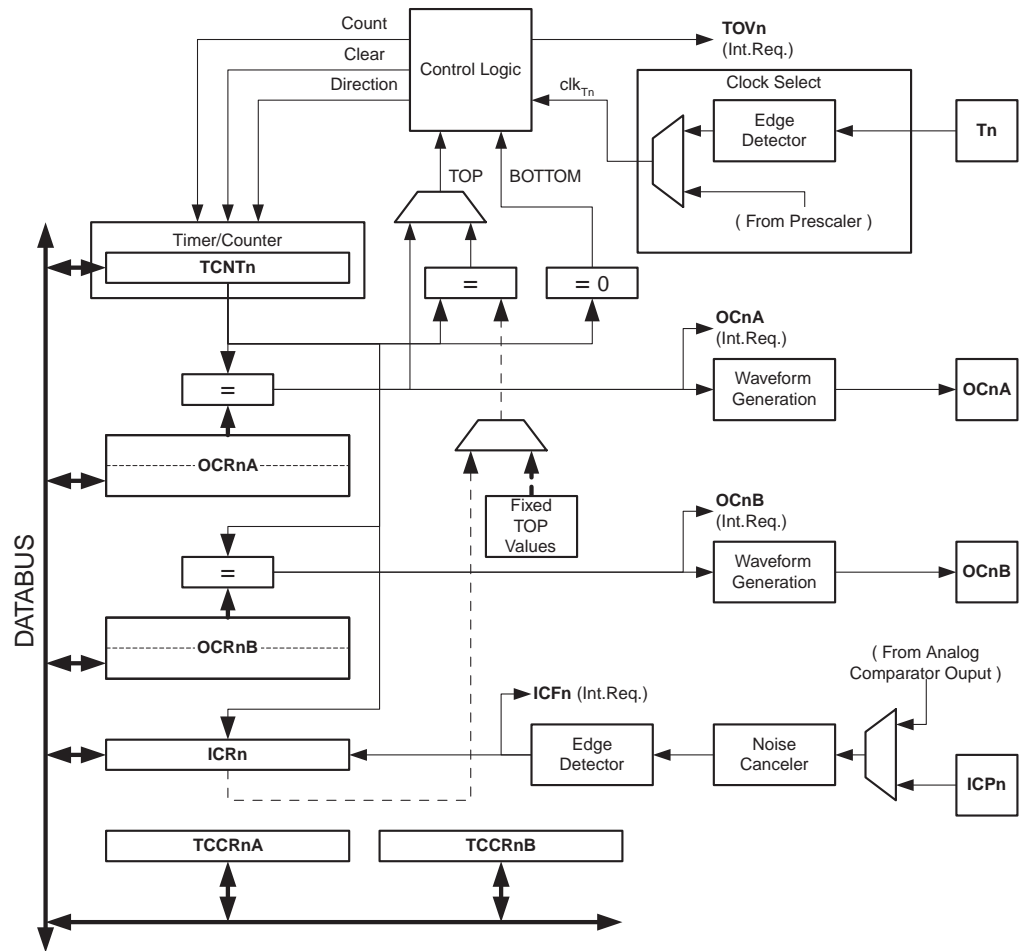 Count
Clear
Direction
Control Logic
TOVn
(Int.Req.)
clkTn
Clock Select
Edge
Detector
Tn
( From Prescaler )
TOP
BOTTOM
Timer/Counter
TCNTn
=
= 0
OCnA
(Int.Req.)
=
Waveform
Generation
OCnA
OCRnA
Fixed
TOP
Values
OCnB
(Int.Req.)
=
Waveform
Generation
OCnB
DATABUS
OCRnB
( From Analog
Comparator Ouput )
ICFn (Int.Req.)
ICRn
Edge
Detector
Noise
Canceler
ICPn
TCCRnA
TCCRnB